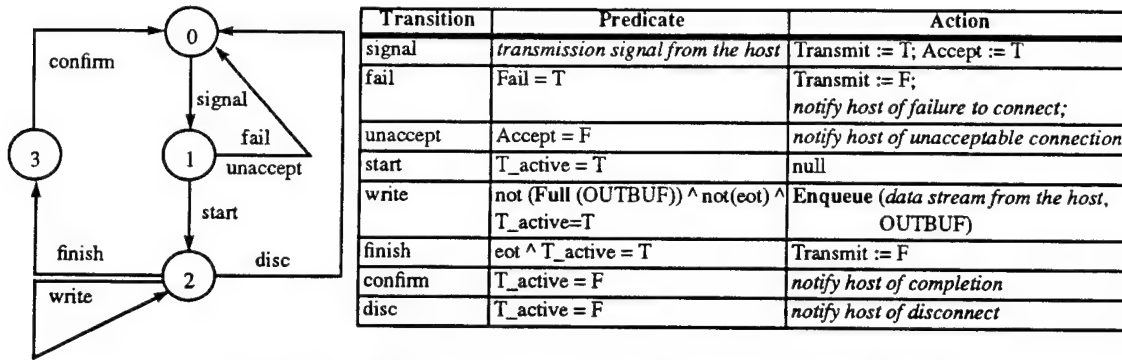 0
confirm
signal
fail
3
1
unaccept
start
finish
2
disc
write
Transition Predicate Action
signal transmission signal from the host Transmit := T; Accept := T
fail Fail = T Transmit := F;
notify host of failure to connect;
unaccept Accept = F notify host of unacceptable connection
start T_active = T null
write not (Full (OUTBUF)) ^ not(eot) ^ Enqueue (data stream from the host,
T_active=T OUTBUF)
finish eot ^ T_active = T Transmit := F
confirm T_active = F notify host of completion
disc T_active = F notify host of disconnect